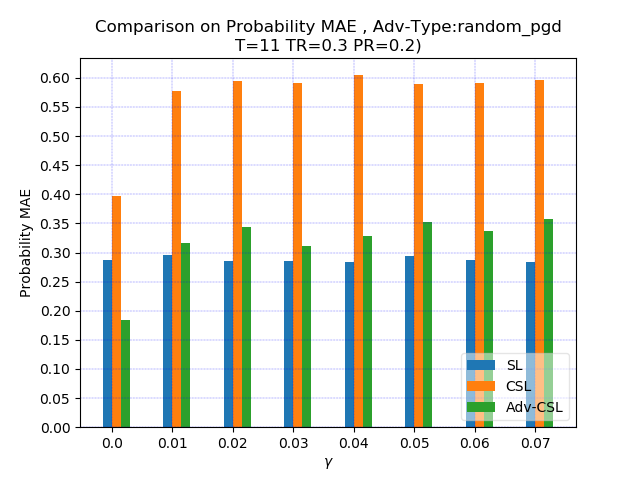 Comparison on Probability MAE , Adv-Type:random_pgd
T=11 TR=0.3 PR=0.2)
Probability MAE
0.60
0.55
0.50
0.45
0.40
0.35
0.30
0.25
0.20
0.15
0.10
0.05
0.00
SL
CSL
Adv-CSL
0.0 0.01 0.02 0.03 0.04 0.05 0.06 0.07
γ